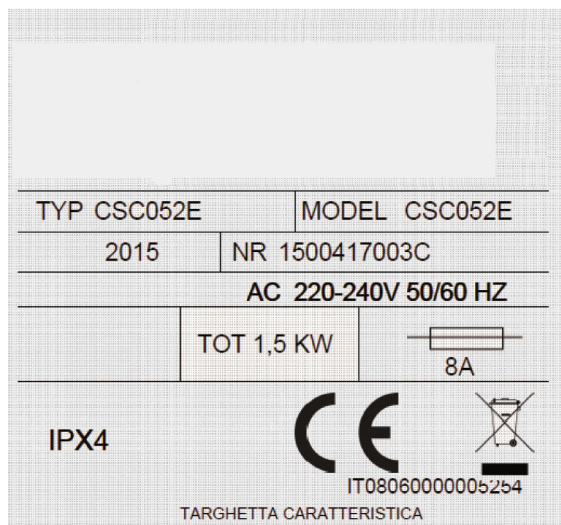 TYP CSC052E MODEL CSC052E
2015 NR 1500417003C
AC 220-240V 50/60 HZ
TOT 1,5 KW
8A
IPX4 CE
IT08060000005254
TARGHETTA CARATTERISTICA